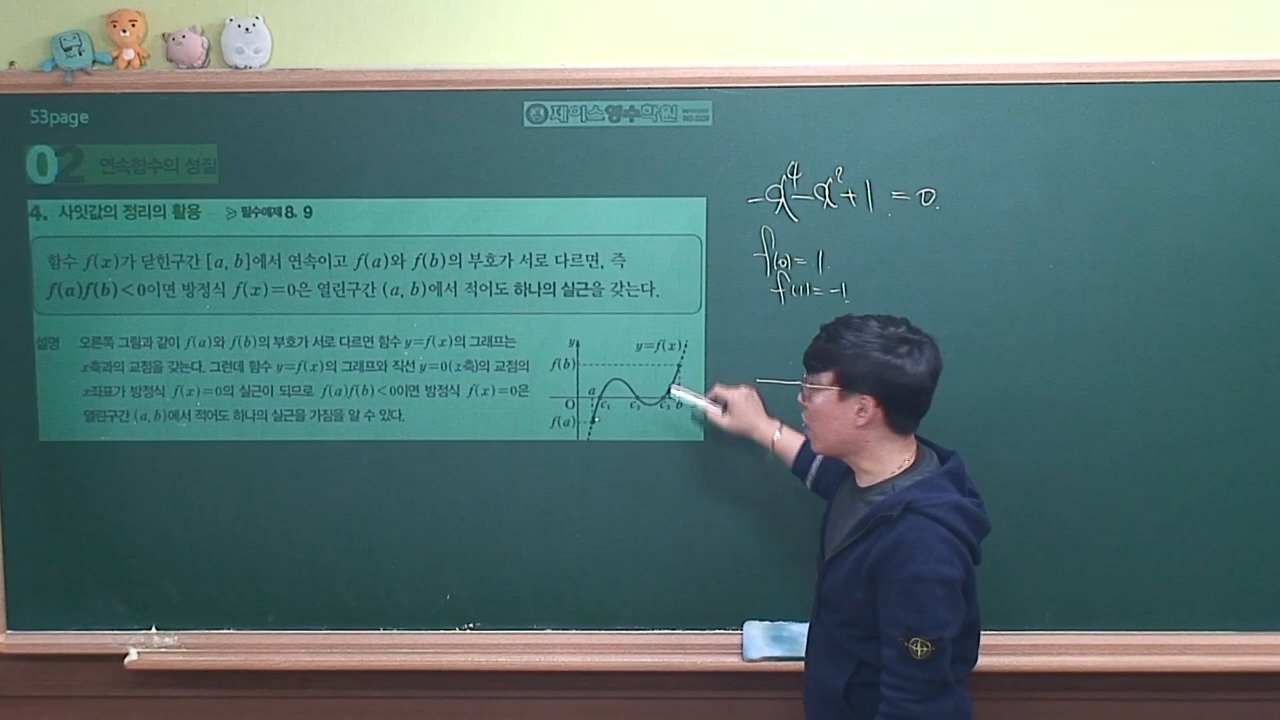 53page
제이스영수학원
02 연속함수의 성질
4. 사잇값의 정리의 활용 ≫ 필수예제 8, 9
함수 f(x)가 닫힌구간 [a, b]에서 연속이고 f(a)와 f(b)의 부호가 서로 다르면, 즉
f(a)f(b)<0이면 방정식 f(x)=0은 열린구간 (a, b)에서 적어도 하나의 실근을 갖는다.
설명 오른쪽 그림과 같이 f(a)와 f(b)의 부호가 서로 다르면 함수 y=f(x)의 그래프는
x축과의 교점을 갖는다. 그런데 함수 y=f(x)의 그래프와 직선 y=0(x축)의 교점의
x좌표가 방정식 f(x)=0의 실근이 되므로 f(a)f(b)<0이면 방정식 f(x)=0은
열린구간 (a, b)에서 적어도 하나의 실근을 가짐을 알 수 있다.
y
y=f(x)
f(b)
a
O c₁ c₂ c₃ b
f(a)
-x⁴-x²+1=0.
f(0)=1.
f(1)=-1